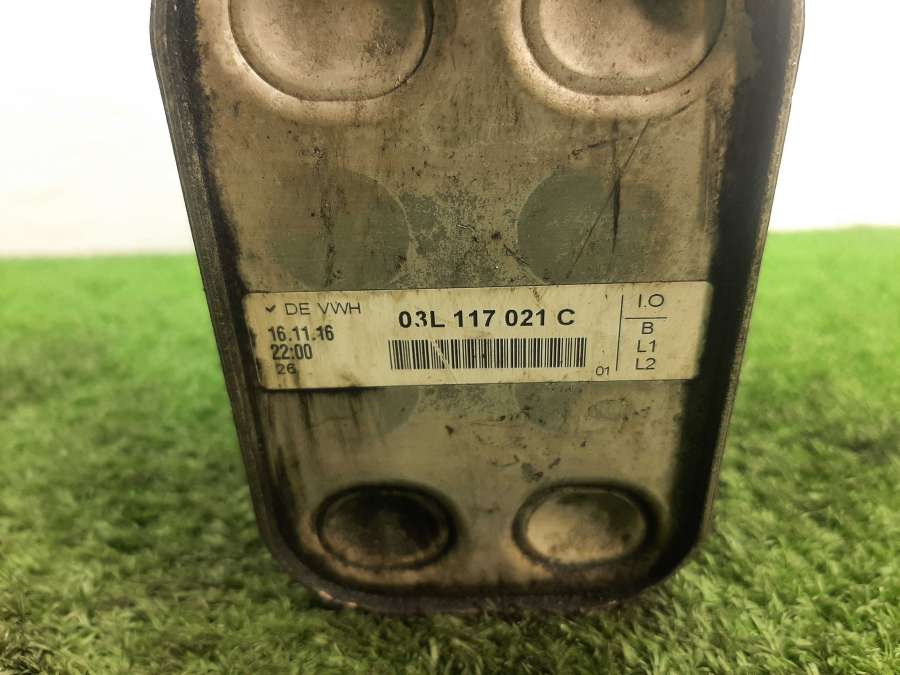 DE VWH
16.11.16
22:00
26
03L 117 021 C
01
I.O
B
L1
L2